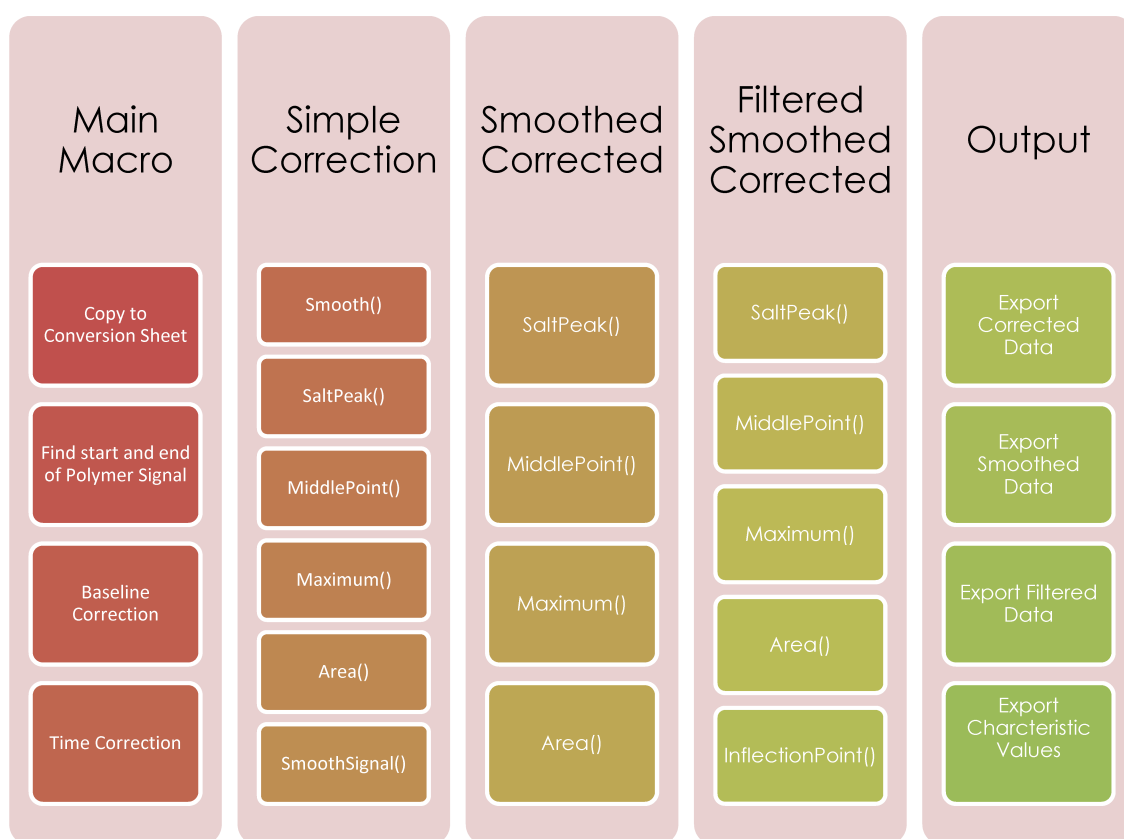 Main
Macro
Copy to
Conversion Sheet
Find start and end
of Polymer Signal
Baseline
Correction
Time Correction
Simple
Correction
Smooth()
SaltPeak()
MiddlePoint()
Maximum()
Area()
SmoothSignal()
Smoothed
Corrected
SaltPeak()
MiddlePoint()
Maximum()
Area()
Filtered
Smoothed
Corrected
SaltPeak()
MiddlePoint()
Maximum()
Area()
InflectionPoint()
Output
Export
Corrected
Data
Export
Smoothed
Data
Export Filtered
Data
Export
Charcteristic
Values